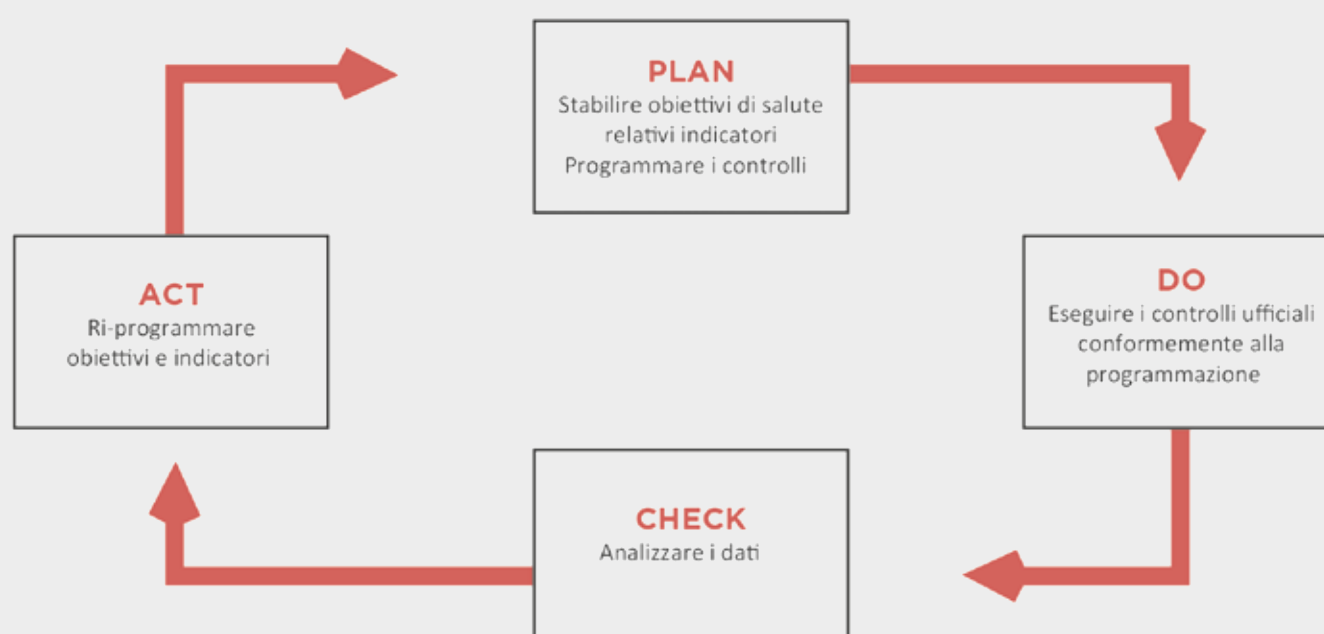 PLAN
Stabilire obiettivi di salute
relativi indicatori
Programmare i controlli
DO
Eseguire i controlli ufficiali
conformemente alla
programmazione
CHECK
Analizzare i dati
ACT
Ri-programmare
obiettivi e indicatori